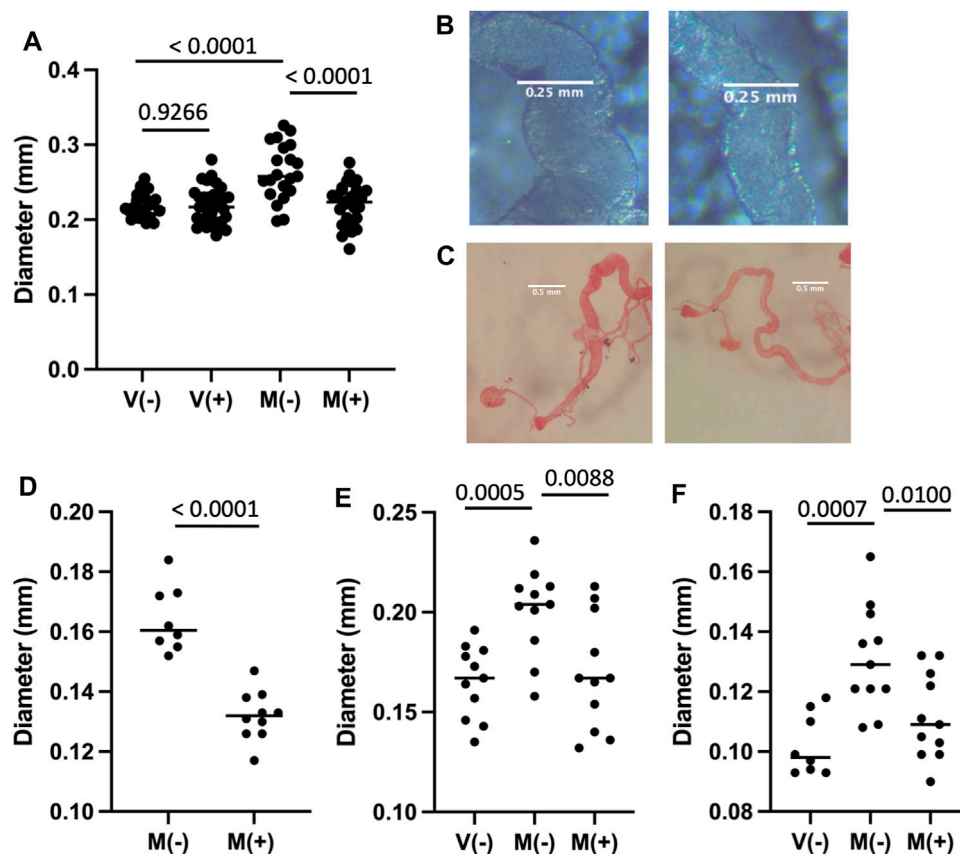 A
< 0.0001
< 0.0001
0.9266
Diameter (mm)
0.4
0.3
0.2
0.1
0.0
V(-) V(+) M(-) M(+)
B
0.25 mm
0.25 mm
C
0.5 mm
0.5 mm
D
< 0.0001
Diameter (mm)
0.20
0.18
0.16
0.14
0.12
0.10
M(-) M(+)
E
0.0005
0.0088
Diameter (mm)
0.25
0.20
0.15
0.10
V(-) M(-) M(+)
F
0.0007
0.0100
Diameter (mm)
0.18
0.16
0.14
0.12
0.10
0.08
V(-) M(-) M(+)